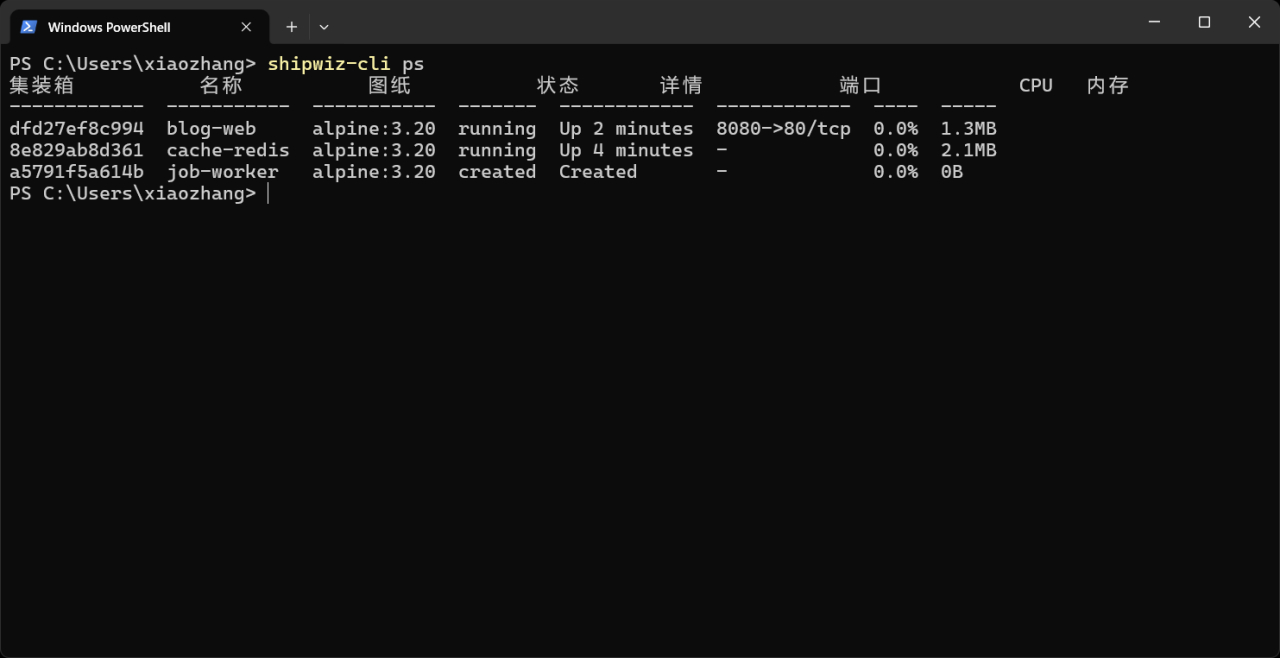 Windows PowerShell
PS C:\Users\xiaozhang> shipwiz-cli ps
集装箱 名称 图纸 状态 详情 端口 CPU 内存
------------ ----------- ----------- ------- ------------ ------------ ---- -----
dfd27ef8c994 blog-web alpine:3.20 running Up 2 minutes 8080->80/tcp 0.0% 1.3MB
8e829ab8d361 cache-redis alpine:3.20 running Up 4 minutes - 0.0% 2.1MB
a5791f5a614b job-worker alpine:3.20 created Created - 0.0% 0B
PS C:\Users\xiaozhang>